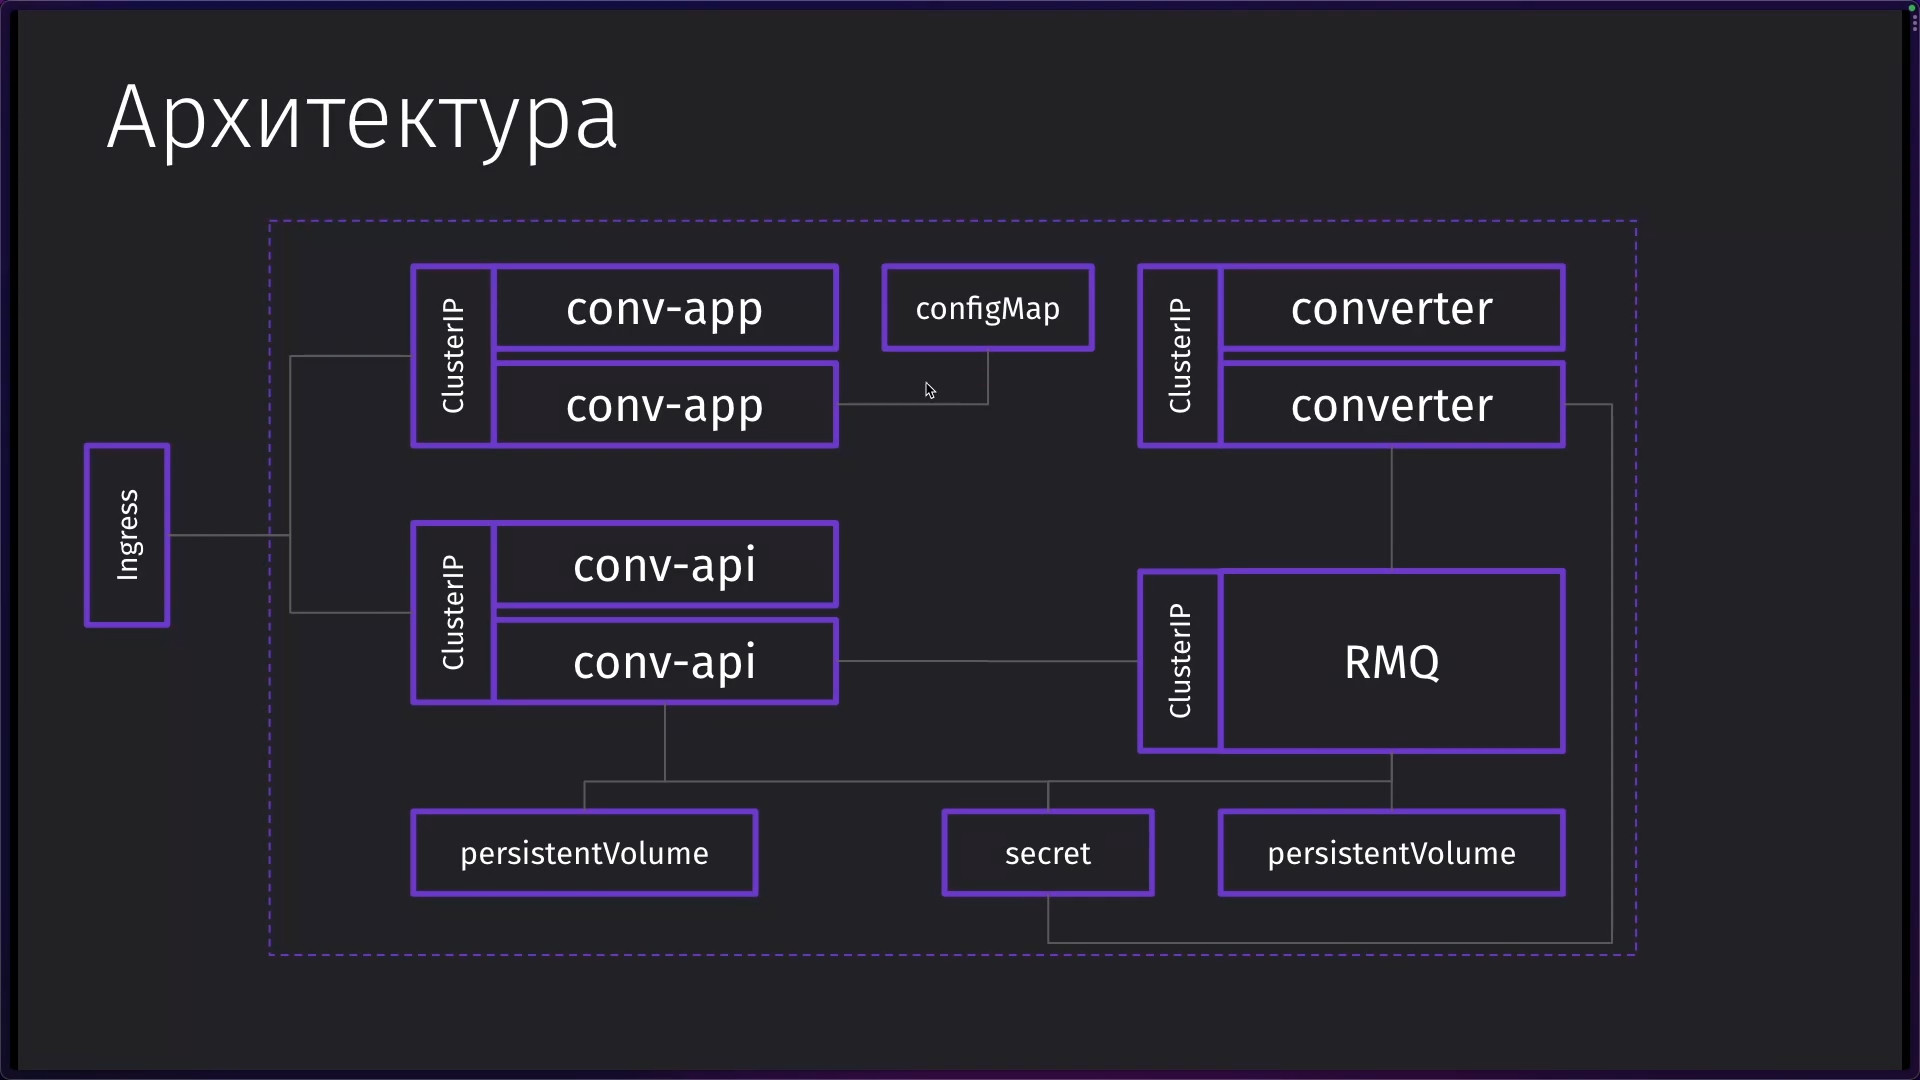 Архитектура
Ingress
ClusterIP
conv-app
conv-app
configMap
ClusterIP
converter
converter
ClusterIP
conv-api
conv-api
ClusterIP
RMQ
persistentVolume
secret
persistentVolume